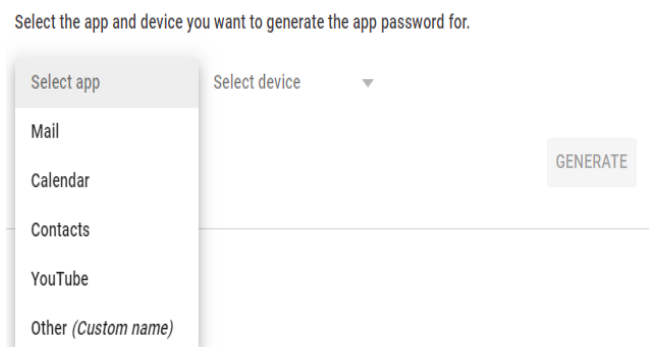 Select the app and device you want to generate the app password for.
Select app
Select device
Mail
Calendar
GENERATE
Contacts
YouTube
Other (Custom name)